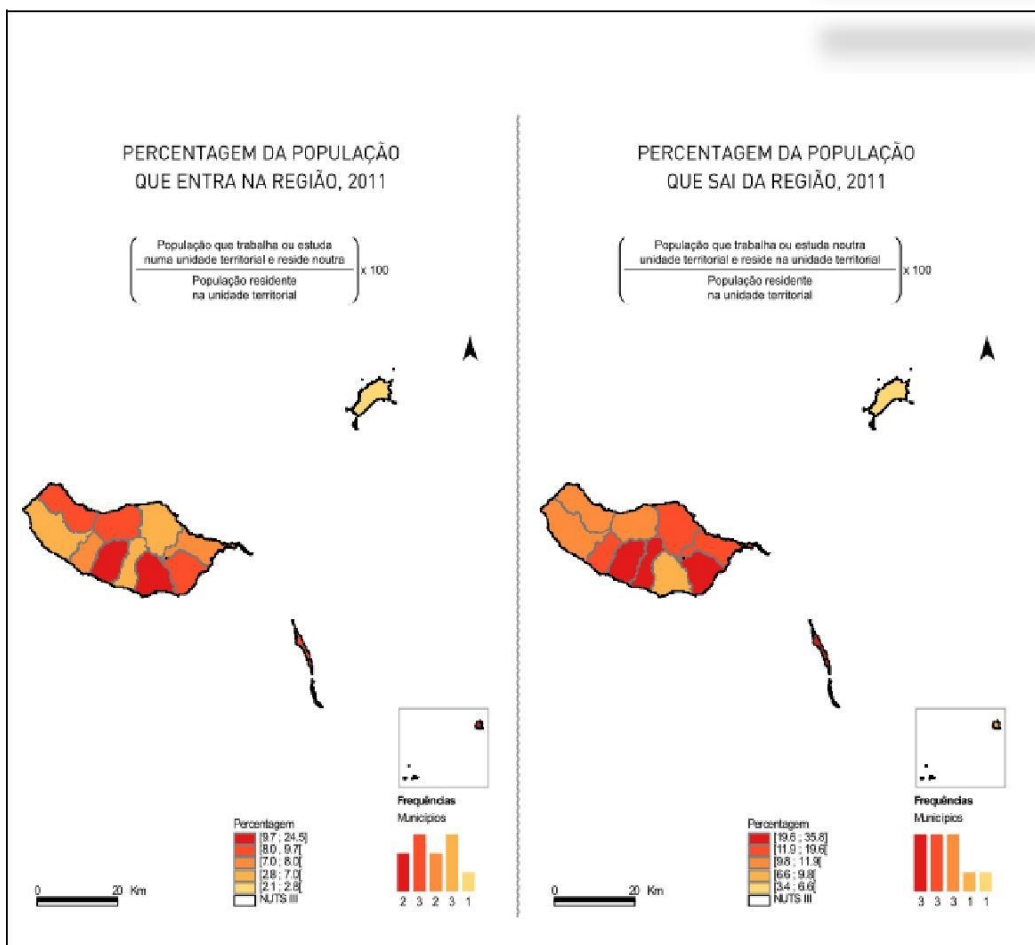 PERCENTAGEM DA POPULAÇÃO
QUE ENTRA NA REGIÃO, 2011
População que trabalha ou estuda
numa unidade territorial e reside noutra
x 100
População residente
na unidade territorial
0 20 Km
Percentagem
[9.7 ; 24.5]
[8.0 ; 9.7[
[7.0 ; 8.0[
[2.8 ; 7.0[
[2.1 ; 2.8[
NUTS III
Frequências
Municípios
2 3 2 3 1
PERCENTAGEM DA POPULAÇÃO
QUE SAI DA REGIÃO, 2011
População que trabalha ou estuda noutra
unidade territorial e reside na unidade territorial
x 100
População residente
na unidade territorial
0 20 Km
Percentagem
[19.6 ; 35.8]
[11.9 ; 19.6[
[9.8 ; 11.9[
[6.6 ; 9.8[
[3.4 ; 6.6[
NUTS III
Frequências
Municípios
3 3 3 1 1